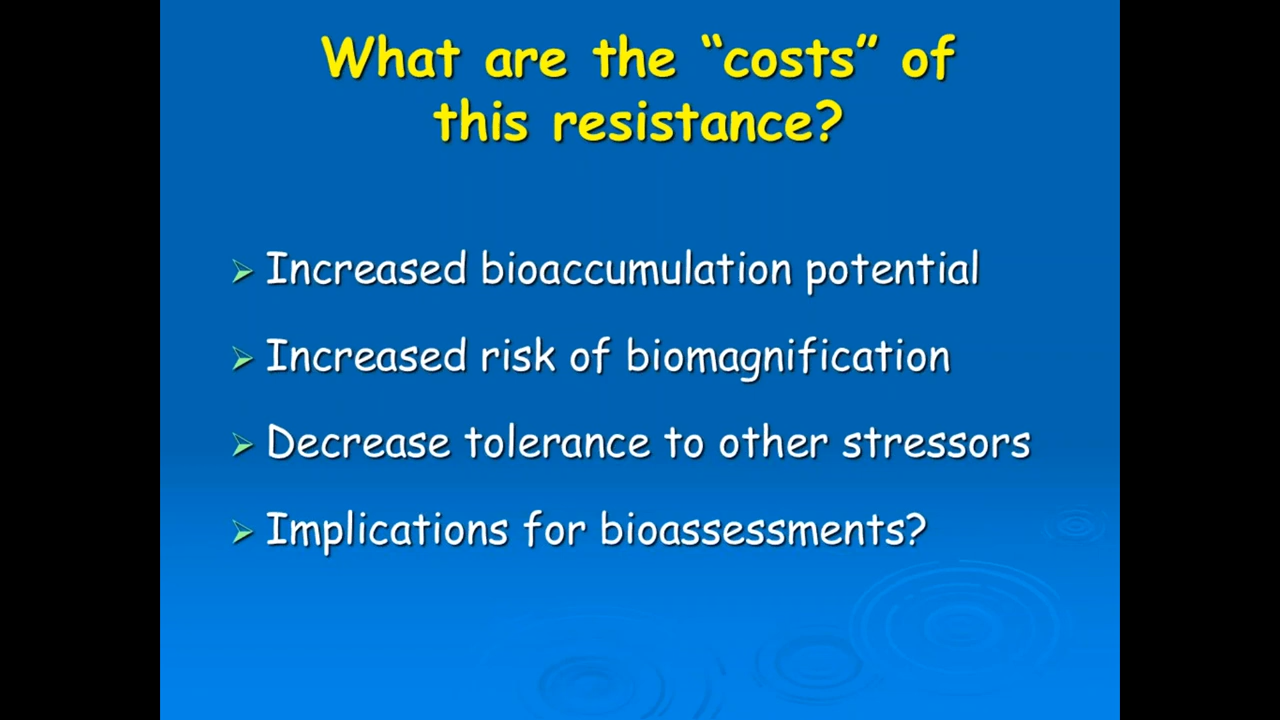 What are the “costs” of
this resistance?
Increased bioaccumulation potential
Increased risk of biomagnification
Decrease tolerance to other stressors
Implications for bioassessments?